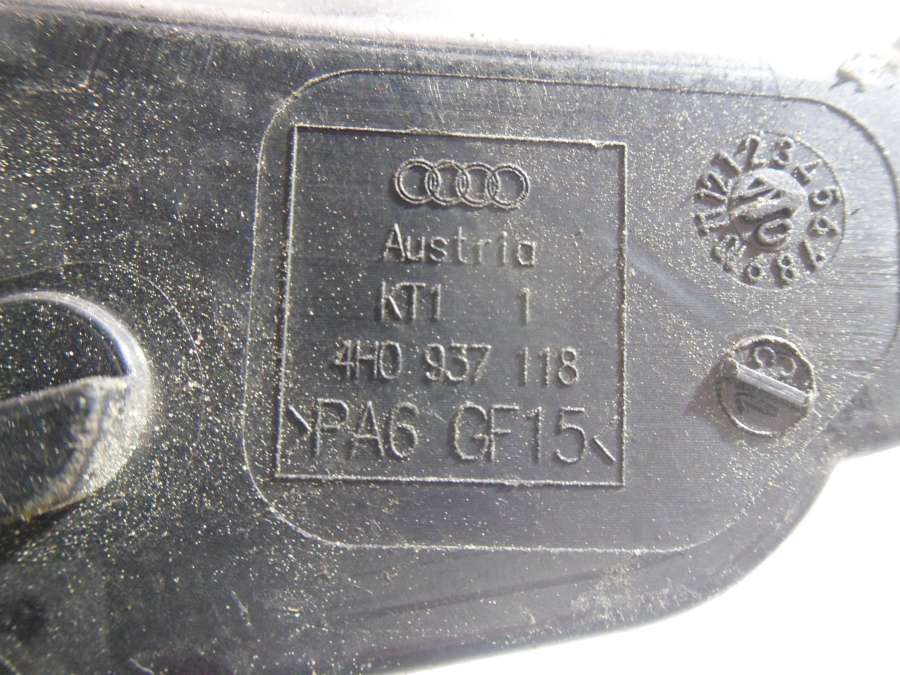 Austria
KT1 1
4H0 937 118
>PA6 GF15<